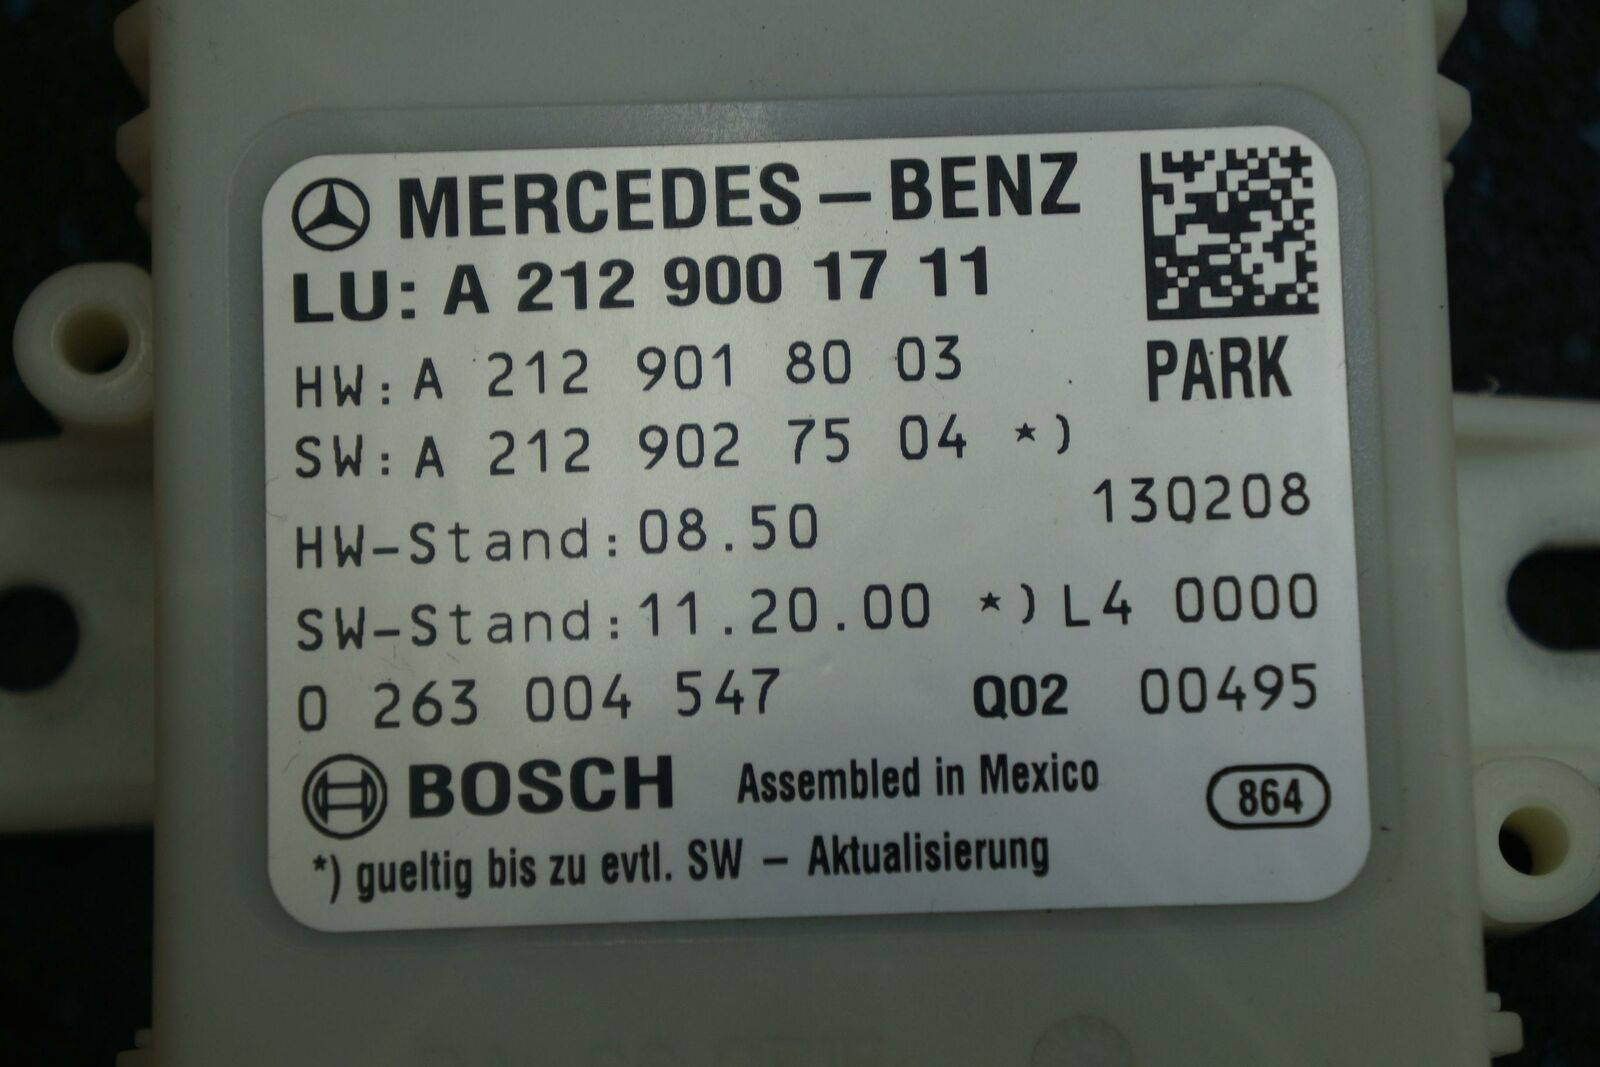 MERCEDES-BENZ
LU: A 212 900 17 11
HW: A 212 901 80 03
PARK
SW: A 212 902 75 04 *)
HW-Stand: 08.50 130208
SW-Stand: 11.20.00 *) L4 0000
0 263 004 547 Q02 00495
BOSCH Assembled in Mexico 864
*) gueltig bis zu evtl. SW - Aktualisierung